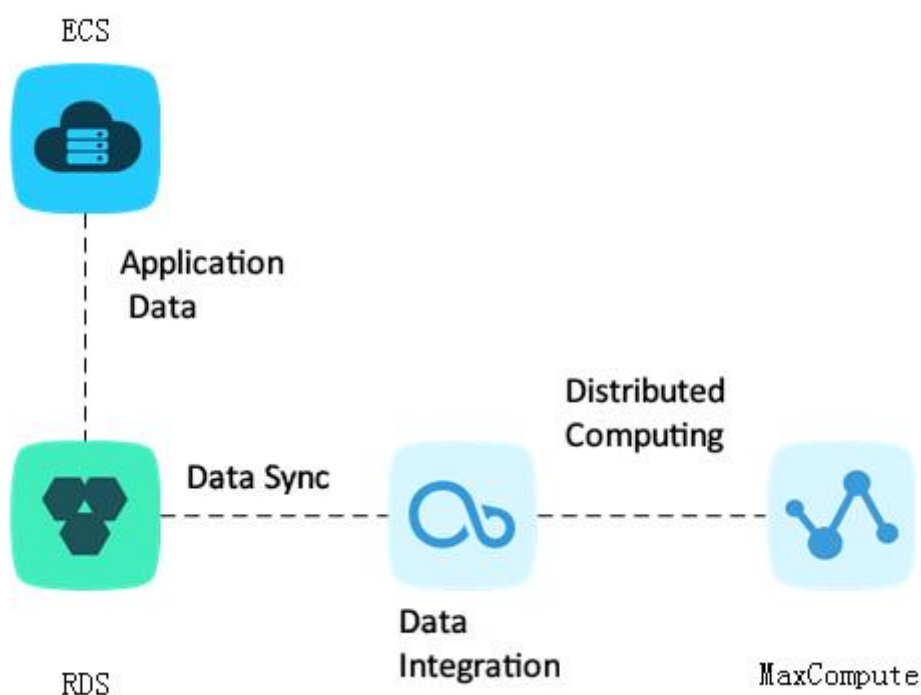 ECS
Application
Data
Distributed
Computing
Data Sync
Data
Integration
RDS
MaxCompute